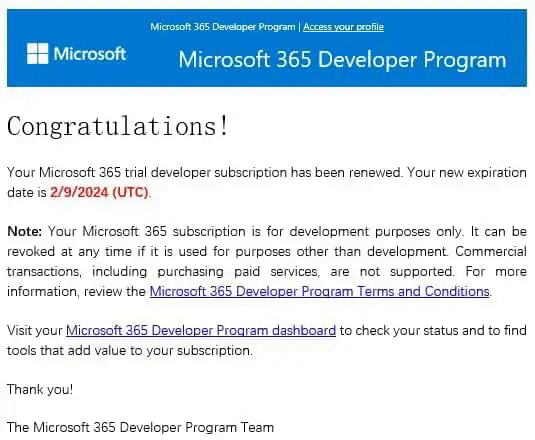 Microsoft 365 Developer Program | Access your profile
Microsoft
Microsoft 365 Developer Program
Congratulations!
Your Microsoft 365 trial developer subscription has been renewed. Your new expiration
date is 2/9/2024 (UTC).
Note: Your Microsoft 365 subscription is for development purposes only. It can be
revoked at any time if it is used for purposes other than development. Commercial
transactions, including purchasing paid services, are not supported. For more
information, review the Microsoft 365 Developer Program Terms and Conditions.
Visit your Microsoft 365 Developer Program dashboard to check your status and to find
tools that add value to your subscription.
Thank you!
The Microsoft 365 Developer Program Team